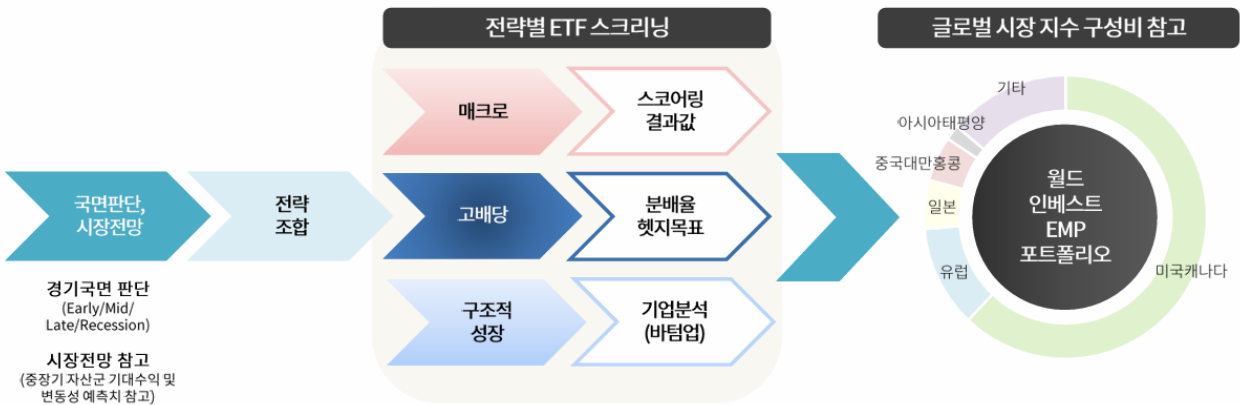 전략별 ETF 스크리닝
글로벌 시장 지수 구성비 참고
국면판단,
시장전망
전략
조합
경기국면 판단
(Early/Mid/
Late/Recession)
시장전망 참고
(중장기 자산군 기대수익 및
변동성 예측치 참고)
매크로
스코어링
결과값
고배당
분배율
헷지목표
구조적
성장
기업분석
(바텀업)
기타
아시아태평양
중국대만홍콩
일본
유럽
미국캐나다
월드
인베스트
EMP
포트폴리오